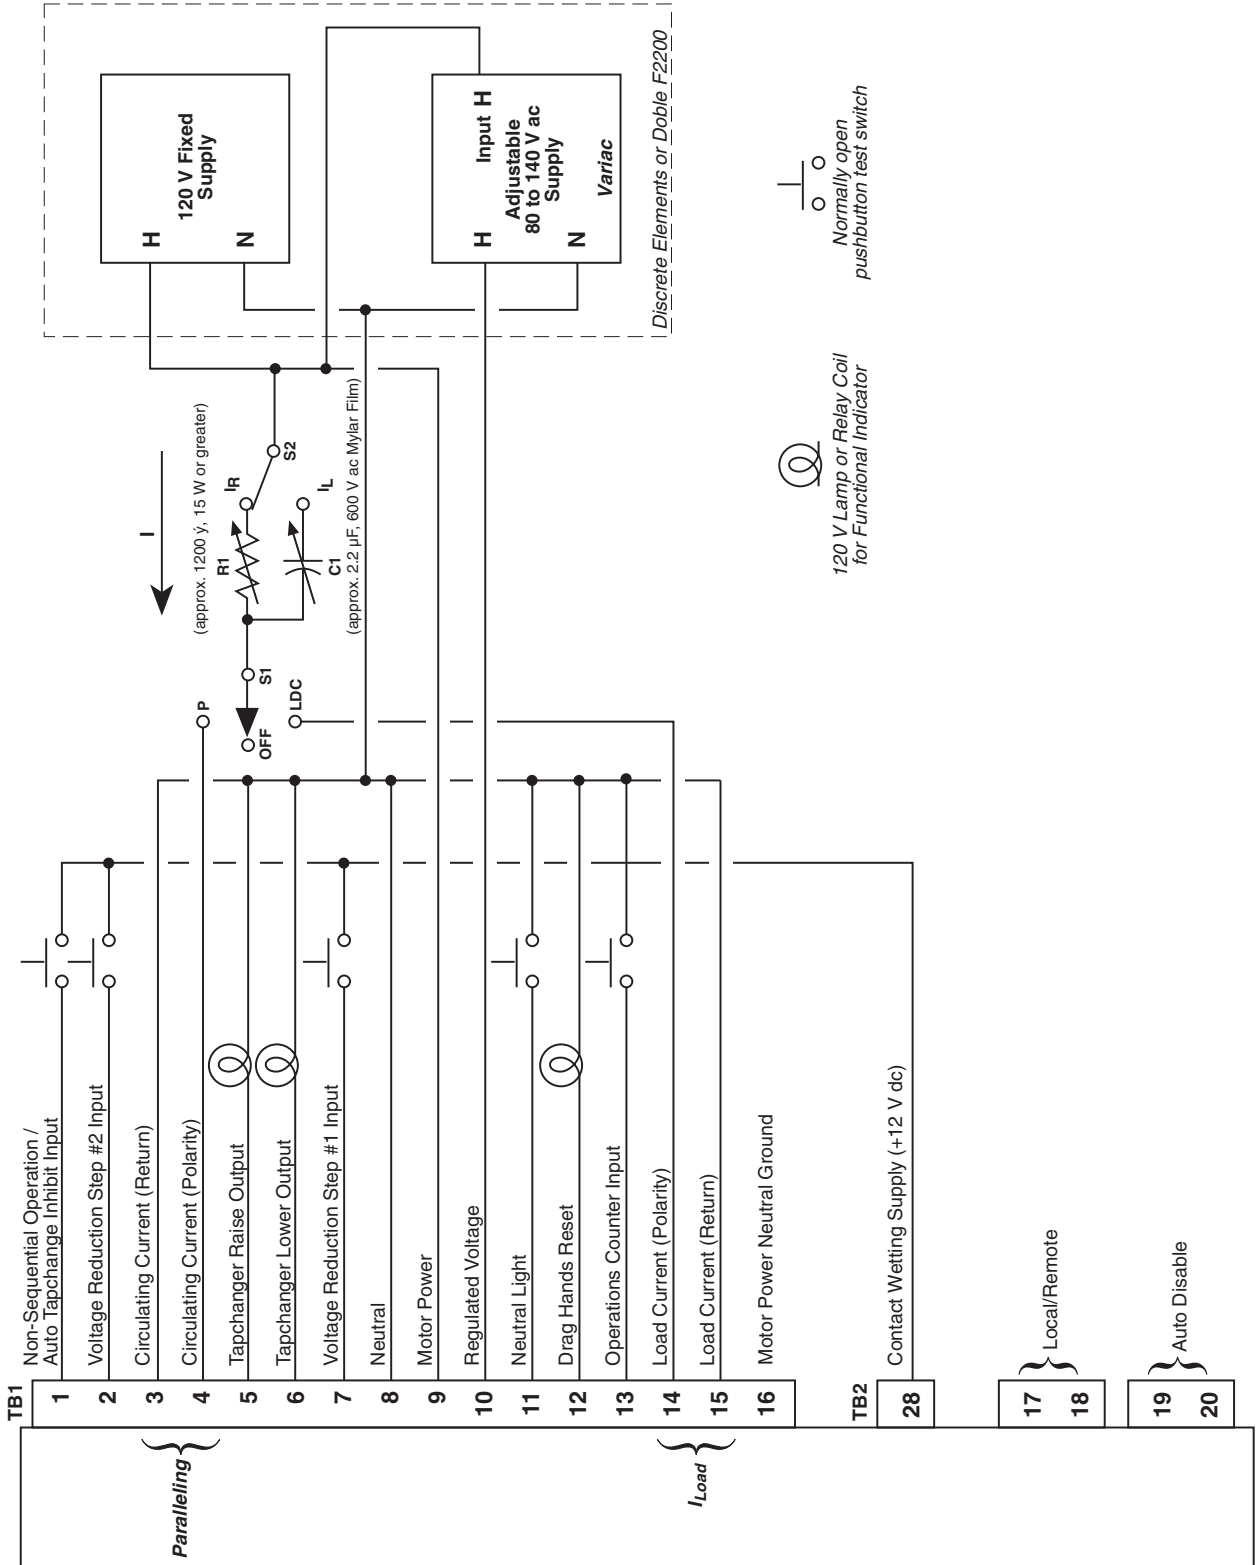 TB1
1
2
3
4
5
6
7
8
9
10
11
12
13
14
15
16
TB2
28
17
18
19
20
Paralleling
ILoad
Non-Sequential Operation /
Auto Tapchange Inhibit Input
Voltage Reduction Step #2 Input
Circulating Current (Return)
Circulating Current (Polarity)
Tapchanger Raise Output
Tapchanger Lower Output
Voltage Reduction Step #1 Input
Neutral
Motor Power
Regulated Voltage
Neutral Light
Drag Hands Reset
Operations Counter Input
Load Current (Polarity)
Load Current (Return)
Motor Power Neutral Ground
Contact Wetting Supply (+12 V dc)
Local/Remote
Auto Disable
P
OFF
LDC
S1
I
(approx. 1200 ý, 15 W or greater)
R1
IR
C1
IL
(approx. 2.2 µF, 600 V ac Mylar Film)
S2
H
N
120 V Fixed
Supply
H
N
Input H
Adjustable
80 to 140 V ac
Supply
Variac
Discrete Elements or Doble F2200
120 V Lamp or Relay Coil
for Functional Indicator
Normally open
pushbutton test switch